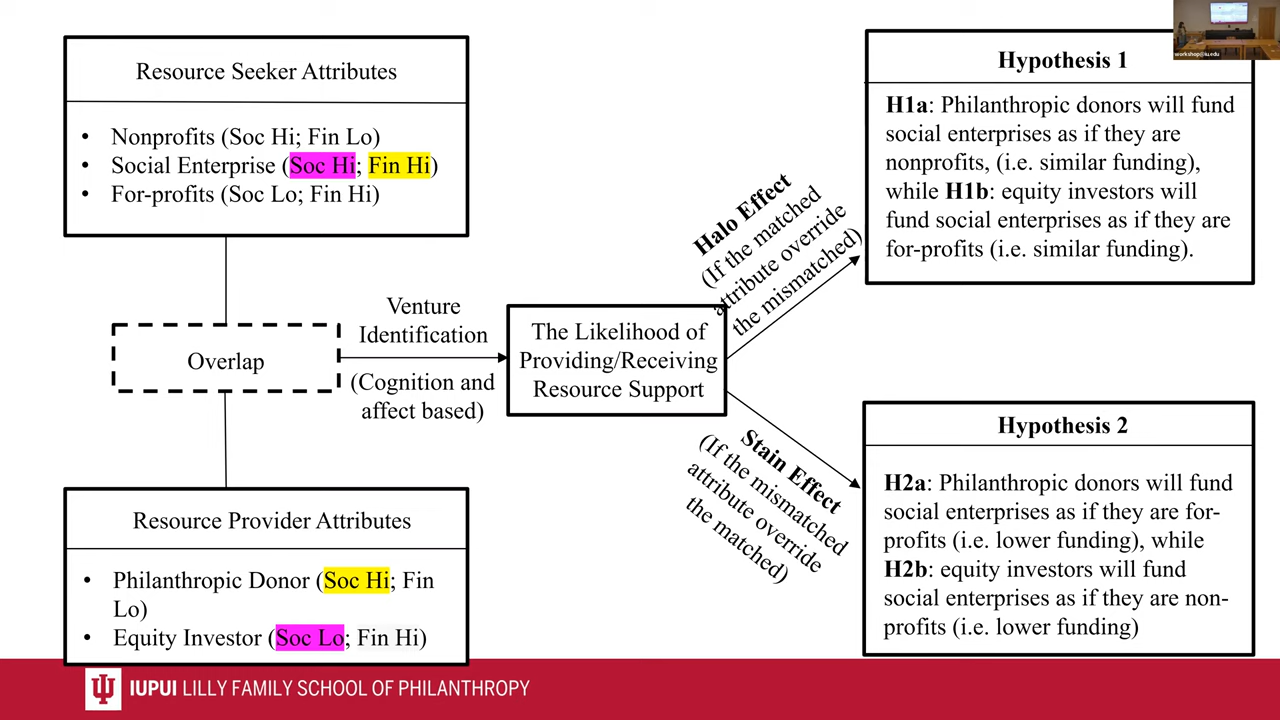 Resource Seeker Attributes
• Nonprofits (Soc Hi; Fin Lo)
• Social Enterprise (Soc Hi; Fin Hi)
• For-profits (Soc Lo; Fin Hi)
Overlap
Venture
Identification
(Cognition and
affect based)
Resource Provider Attributes
• Philanthropic Donor (Soc Hi; Fin
Lo)
• Equity Investor (Soc Lo; Fin Hi)
The Likelihood of
Providing/Receiving
Resource Support
Halo Effect
(If the matched
attribute override
the mismatched)
Stain Effect
(If the mismatched
attribute override
the matched)
Hypothesis 1
H1a: Philanthropic donors will fund
social enterprises as if they are
nonprofits, (i.e. similar funding),
while H1b: equity investors will
fund social enterprises as if they are
for-profits (i.e. similar funding).
Hypothesis 2
H2a: Philanthropic donors will fund
social enterprises as if they are for-
profits (i.e. lower funding), while
H2b: equity investors will fund
social enterprises as if they are non-
profits (i.e. lower funding)
workshop@iu.edu
IUPUI LILLY FAMILY SCHOOL OF PHILANTHROPY